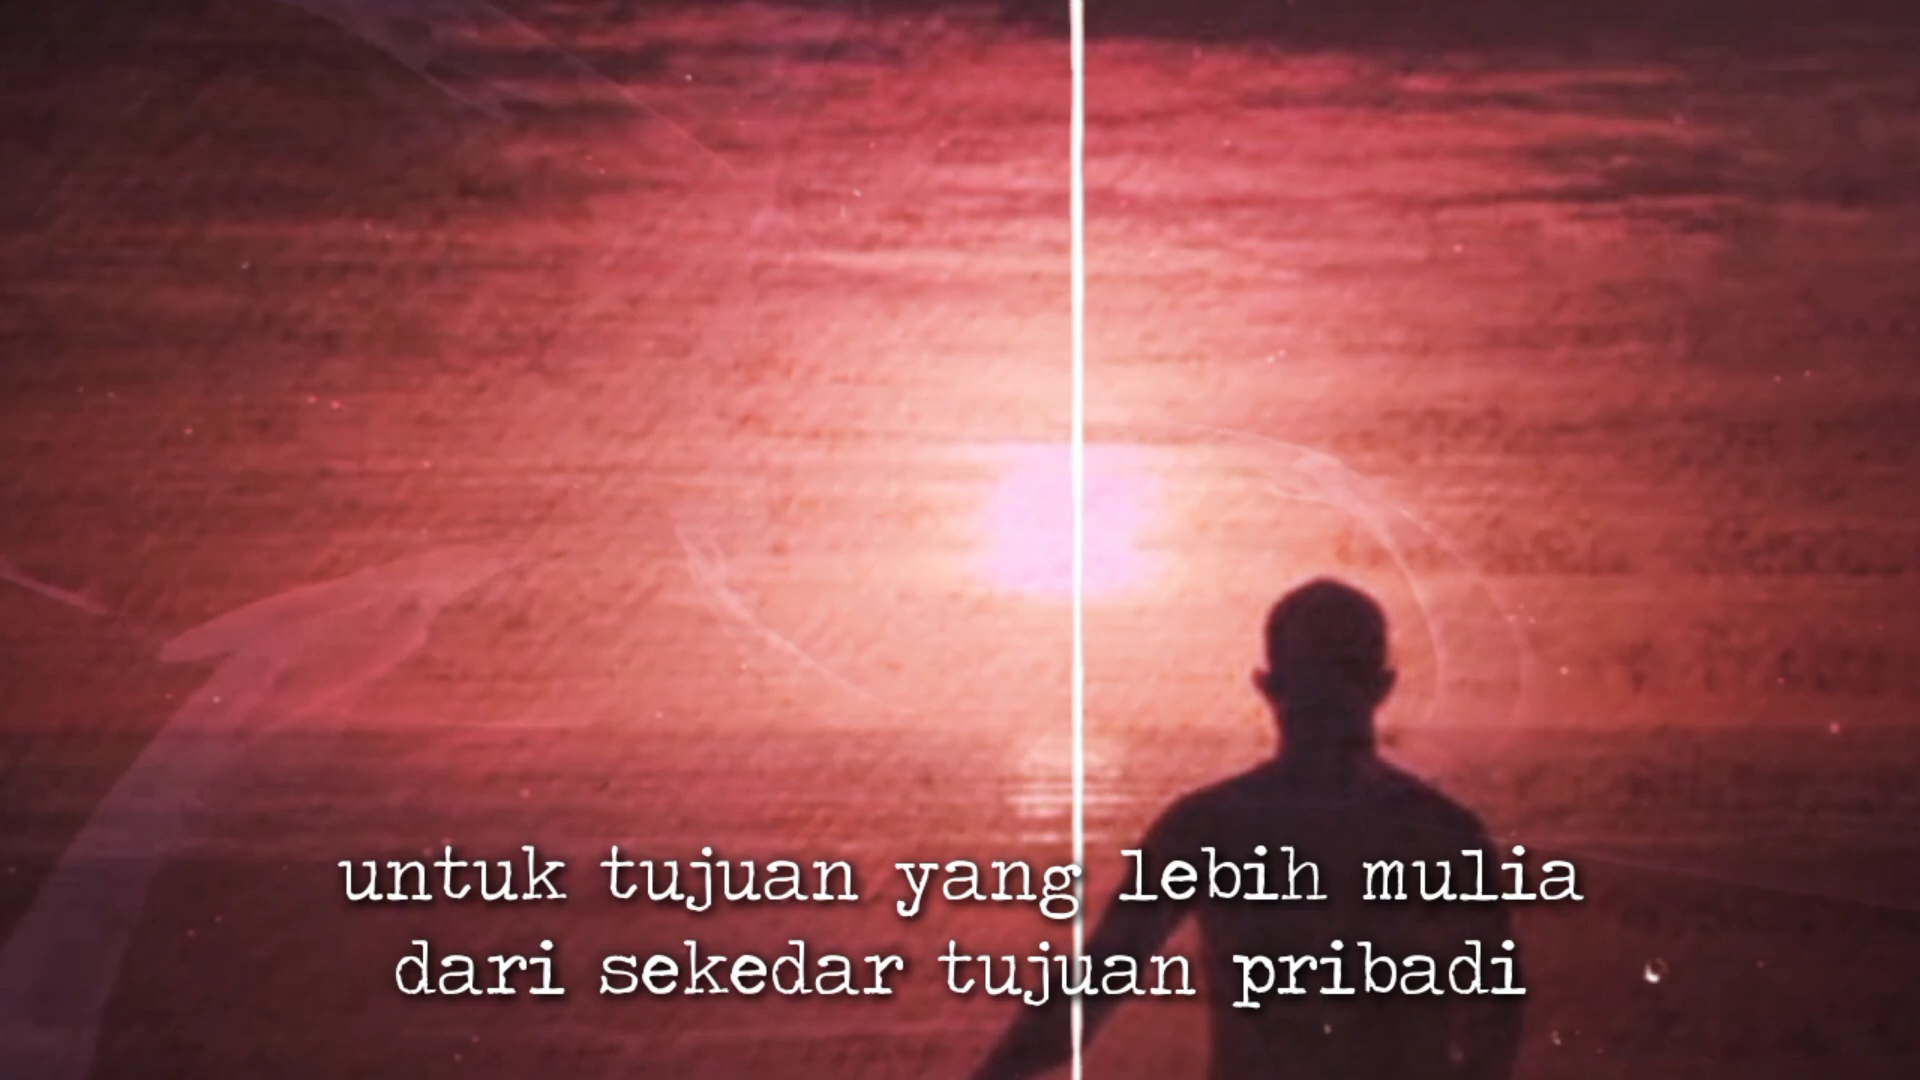 untuk tujuan yang lebih mulia
dari sekedar tujuan pribadi